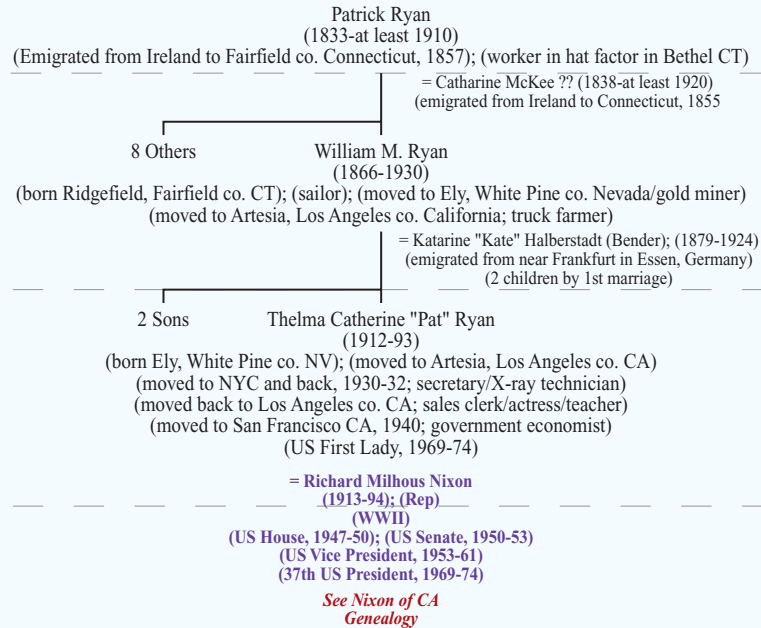 Patrick Ryan
(1833-at least 1910)
(Emigrated from Ireland to Fairfield co. Connecticut, 1857); (worker in hat factor in Bethel CT)
= Catharine McKee ?? (1838-at least 1920)
(emigrated from Ireland to Connecticut, 1855
8 Others
William M. Ryan
(1866-1930)
(born Ridgefield, Fairfield co. CT); (sailor); (moved to Ely, White Pine co. Nevada/gold miner)
(moved to Artesia, Los Angeles co. California; truck farmer)
= Katarine "Kate" Halberstadt (Bender); (1879-1924)
(emigrated from near Frankfurt in Essen, Germany)
(2 children by 1st marriage)
2 Sons
Thelma Catherine "Pat" Ryan
(1912-93)
(born Ely, White Pine co. NV); (moved to Artesia, Los Angeles co. CA)
(moved to NYC and back, 1930-32; secretary/X-ray technician)
(moved back to Los Angeles co. CA; sales clerk/actress/teacher)
(moved to San Francisco CA, 1940; government economist)
(US First Lady, 1969-74)
= Richard Milhous Nixon
(1913-94); (Rep)
(WWII)
(US House, 1947-50); (US Senate, 1950-53)
(US Vice President, 1953-61)
(37th US President, 1969-74)
See Nixon of CA
Genealogy